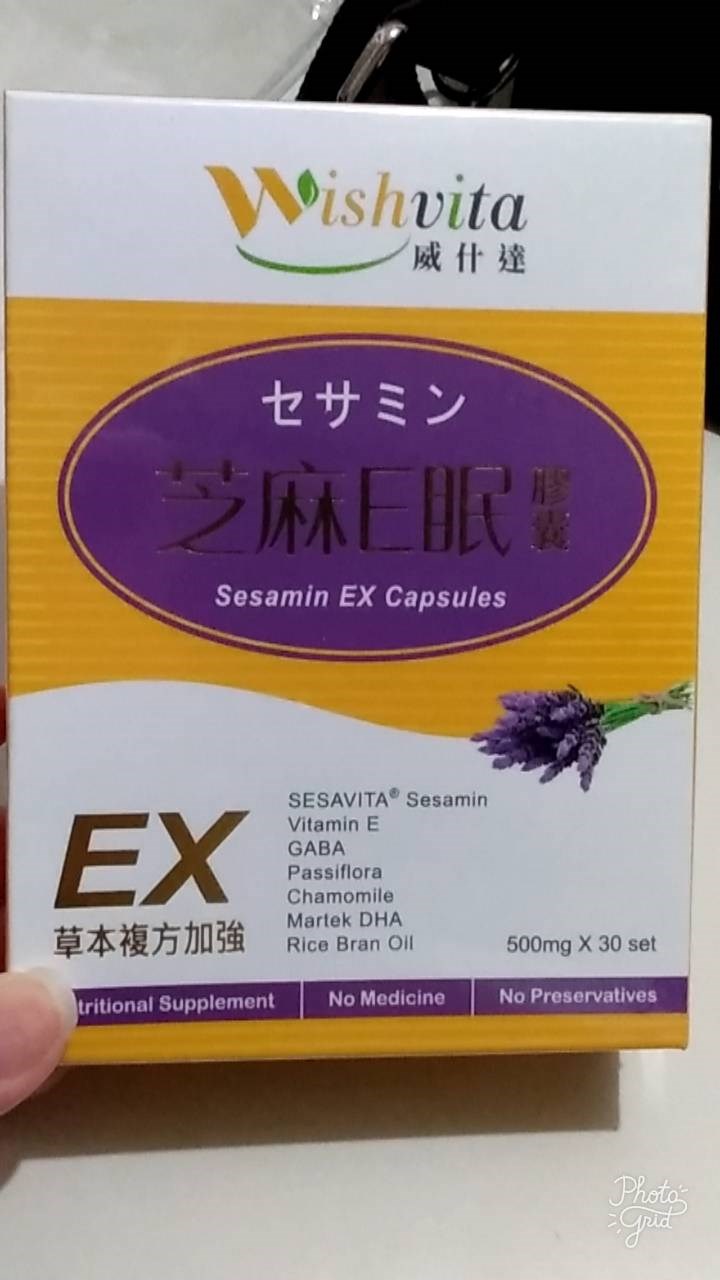 Wishvita
威什達
セサミン
芝麻E眠膠囊
Sesamin EX Capsules
EX
草本複方加強
SESAVITA® Sesamin
Vitamin E
GABA
Passiflora
Chamomile
Martek DHA
Rice Bran Oil
500mg X 30 set
tritional Supplement
No Medicine
No Preservatives
Photo
Grid